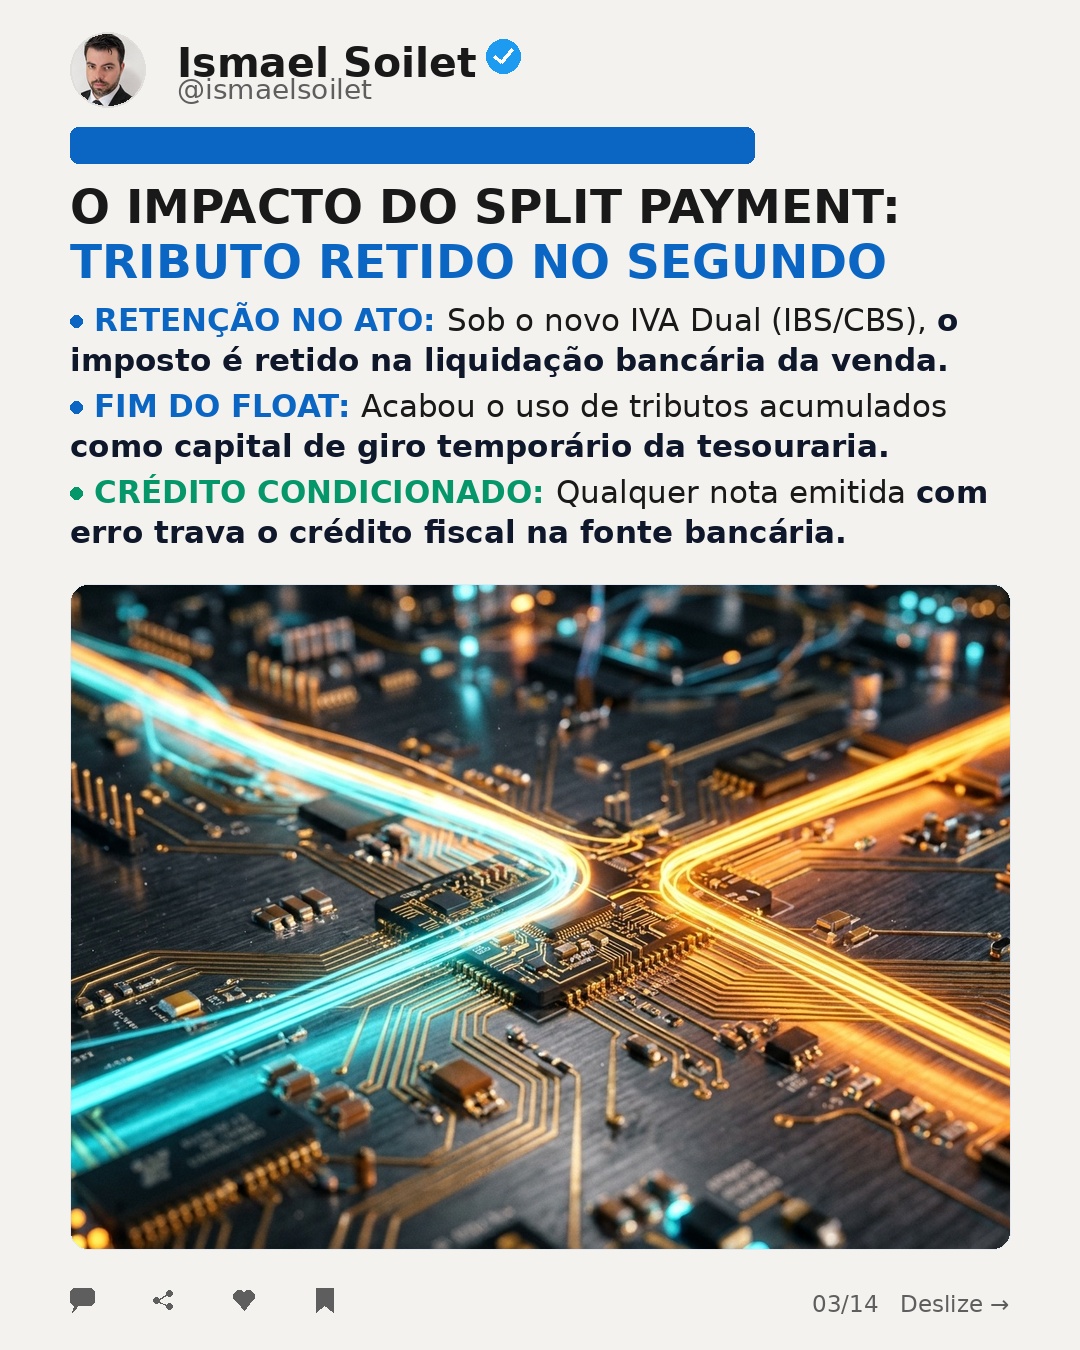 Ismael Soilet
@ismaelsoilet
O IMPACTO DO SPLIT PAYMENT:
TRIBUTO RETIDO NO SEGUNDO
• RETENÇÃO NO ATO: Sob o novo IVA Dual (IBS/CBS), o
imposto é retido na liquidação bancária da venda.
• FIM DO FLOAT: Acabou o uso de tributos acumulados
como capital de giro temporário da tesouraria.
• CRÉDITO CONDICIONADO: Qualquer nota emitida com
erro trava o crédito fiscal na fonte bancária.
03/14 Deslize →